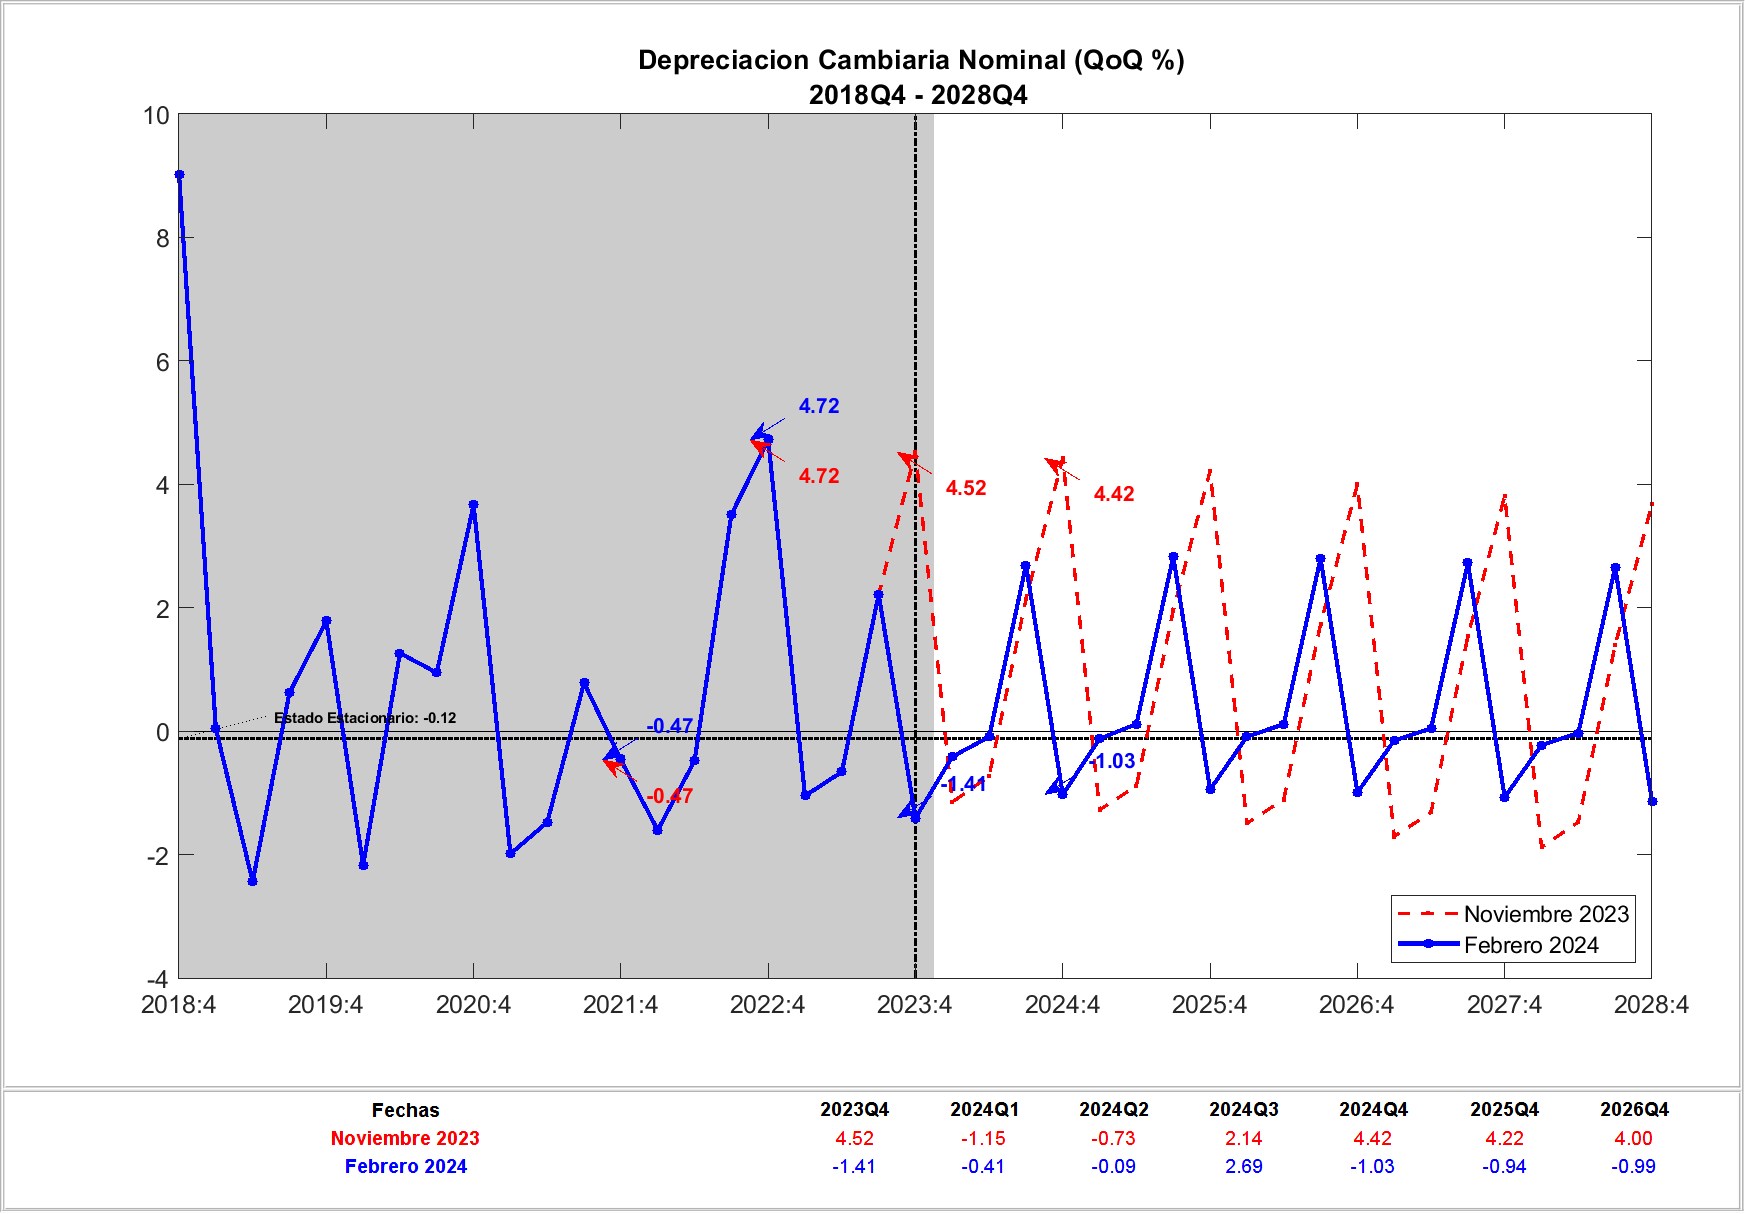 Depreciacion Cambiaria Nominal (QoQ %)
2018Q4 - 2028Q4
10
8
6
4
2
0
-2
-4
4.72
4.72
4.52
4.42
Estado Estacionario: -0.12
-0.47
-0.47
-1.41
-1.03
Noviembre 2023
Febrero 2024
2018:4 2019:4 2020:4 2021:4 2022:4 2023:4 2024:4 2025:4 2026:4 2027:4 2028:4
Fechas 2023Q4 2024Q1 2024Q2 2024Q3 2024Q4 2025Q4 2026Q4
Noviembre 2023 4.52 -1.15 -0.73 2.14 4.42 4.22 4.00
Febrero 2024 -1.41 -0.41 -0.09 2.69 -1.03 -0.94 -0.99